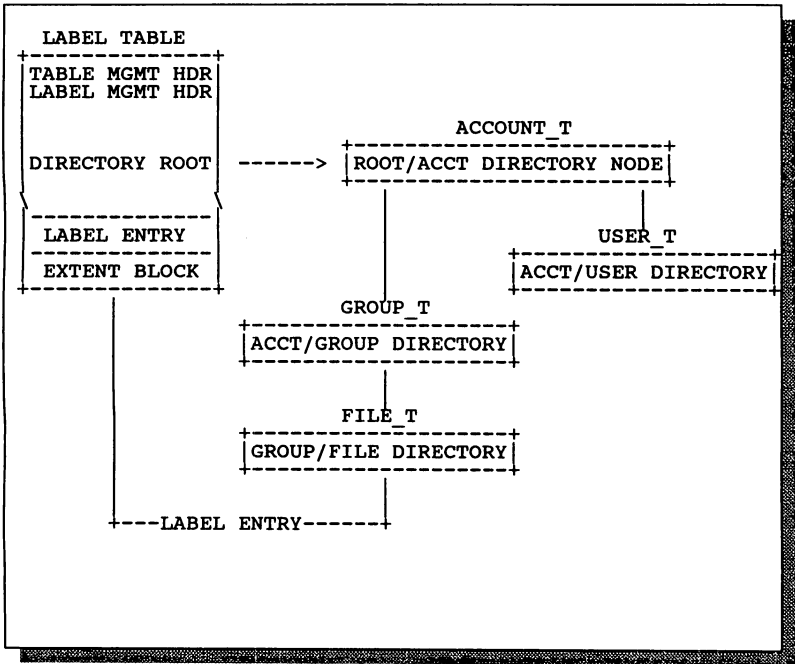 LABEL TABLE
TABLE MGMT HDR
LABEL MGMT HDR
ACCOUNT_T
DIRECTORY ROOT ------> ROOT/ACCT DIRECTORY NODE
LABEL ENTRY
USER_T
EXTENT BLOCK
ACCT/USER DIRECTORY
GROUP_T
ACCT/GROUP DIRECTORY
FILE_T
GROUP/FILE DIRECTORY
LABEL ENTRY